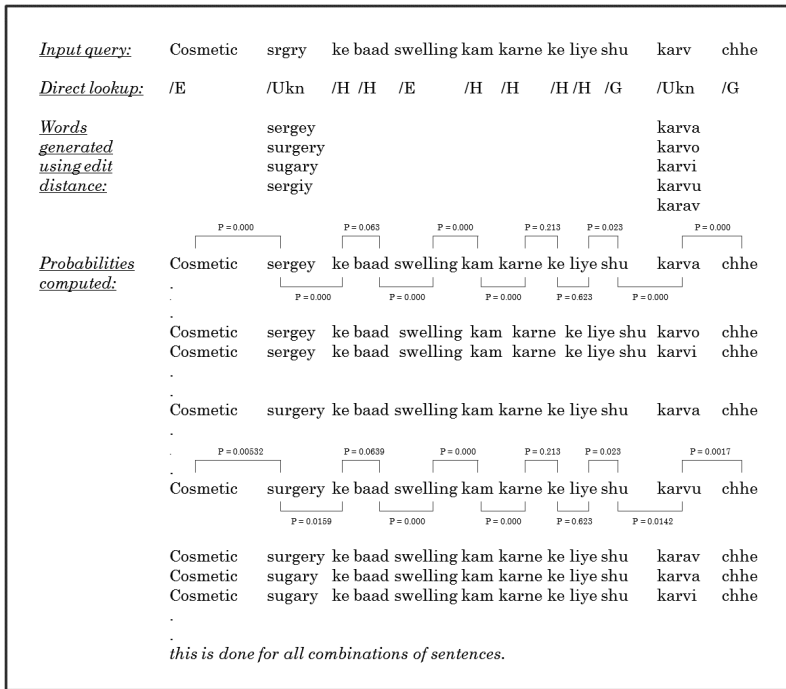 Input query: Cosmetic srgry ke baad swelling kam karne ke liye shu karv chhe
Direct lookup: /E /Ukn /H /H /E /H /H /H /H /G /Ukn /G
Words sergey karva
generated surgery karvo
using edit sugary karvi
distance: sergiy karvu
karav
P = 0.000 P = 0.063 P = 0.000 P = 0.213 P = 0.023 P = 0.000
Probabilities Cosmetic sergey ke baad swelling kam karne ke liye shu karva chhe
computed: .
P = 0.000 P = 0.000 P = 0.000 P = 0.623 P = 0.000
.
.
Cosmetic sergey ke baad swelling kam karne ke liye shu karvo chhe
Cosmetic sergey ke baad swelling kam karne ke liye shu karvi chhe
.
.
Cosmetic surgery ke baad swelling kam karne ke liye shu karva chhe
.
.
P = 0.00532 P = 0.0639 P = 0.000 P = 0.213 P = 0.023 P = 0.0017
.
Cosmetic surgery ke baad swelling kam karne ke liye shu karvu chhe
P = 0.0159 P = 0.000 P = 0.000 P = 0.623 P = 0.0142
Cosmetic surgery ke baad swelling kam karne ke liye shu karav chhe
Cosmetic sugary ke baad swelling kam karne ke liye shu karva chhe
Cosmetic sugary ke baad swelling kam karne ke liye shu karvi chhe
.
.
this is done for all combinations of sentences.